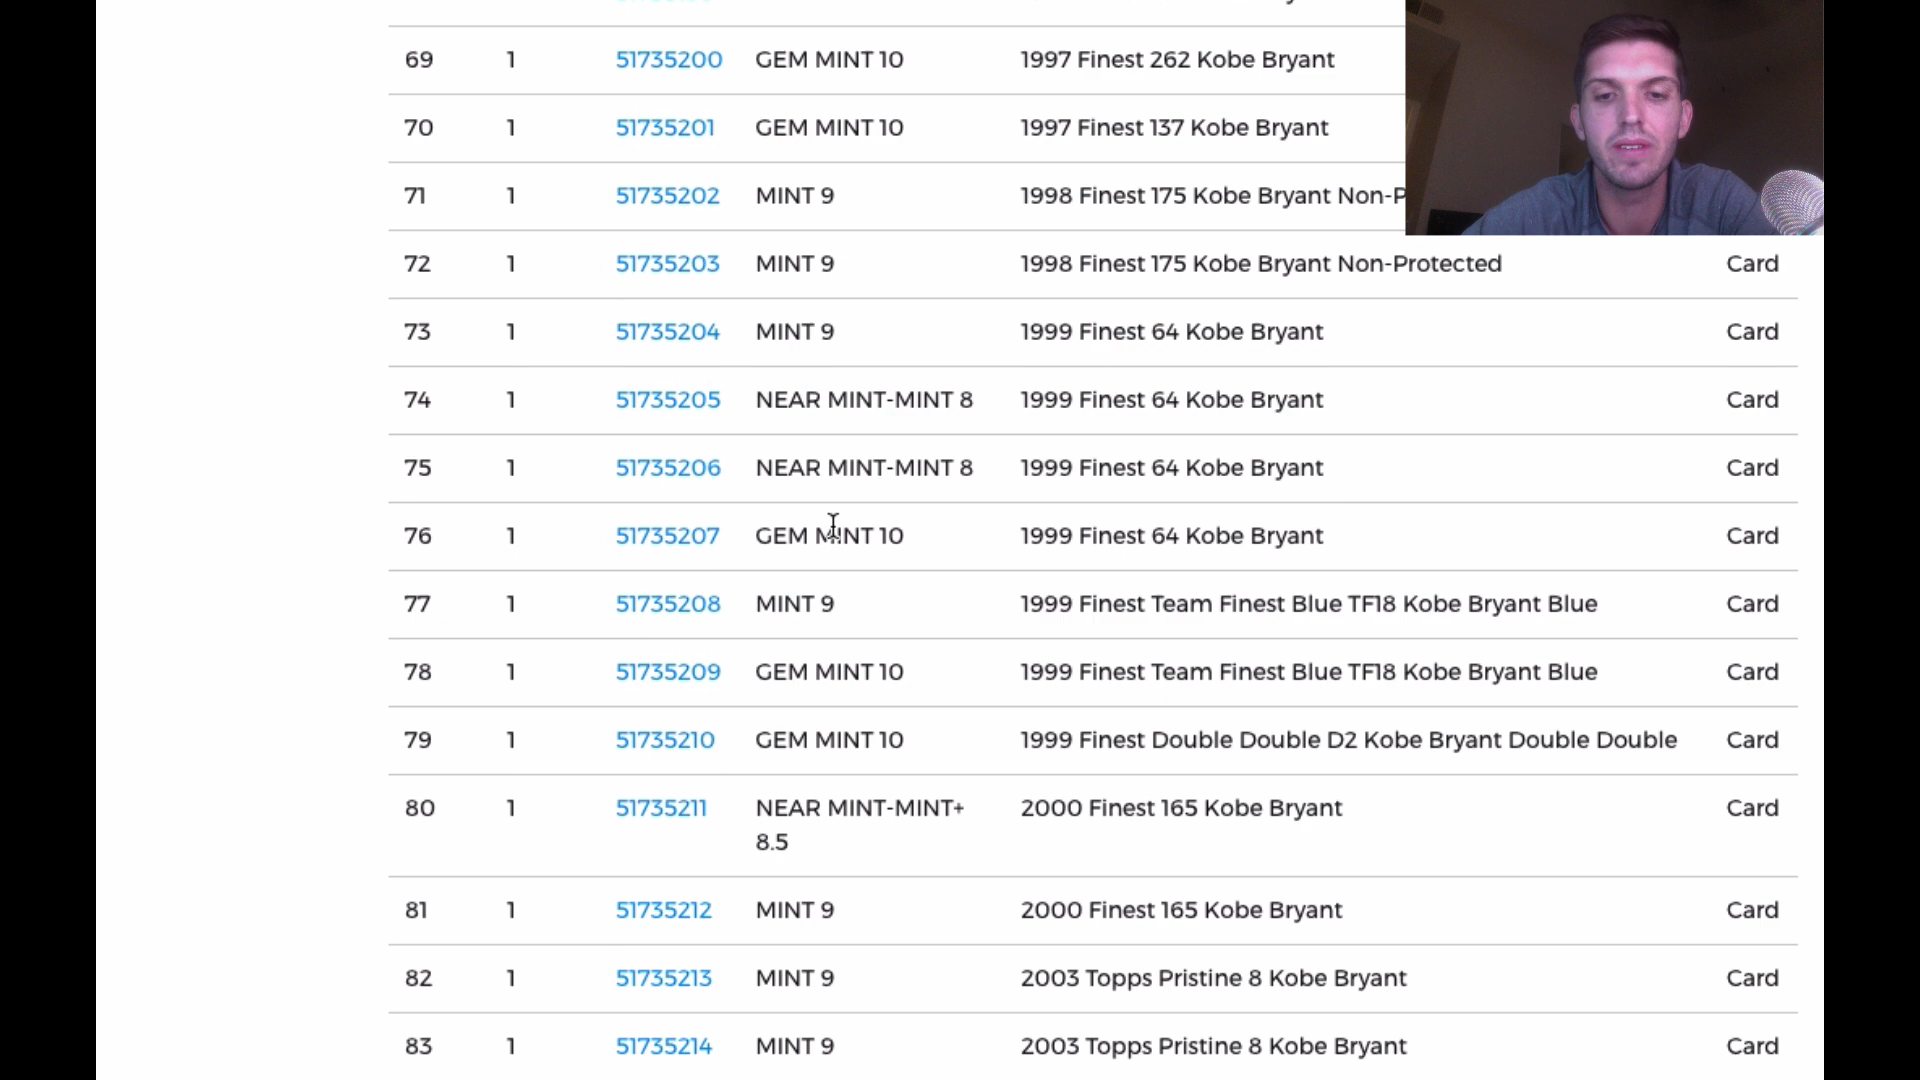 69 1 51735200 GEM MINT 10 1997 Finest 262 Kobe Bryant
70 1 51735201 GEM MINT 10 1997 Finest 137 Kobe Bryant
71 1 51735202 MINT 9 1998 Finest 175 Kobe Bryant Non-P
72 1 51735203 MINT 9 1998 Finest 175 Kobe Bryant Non-Protected Card
73 1 51735204 MINT 9 1999 Finest 64 Kobe Bryant Card
74 1 51735205 NEAR MINT-MINT 8 1999 Finest 64 Kobe Bryant Card
75 1 51735206 NEAR MINT-MINT 8 1999 Finest 64 Kobe Bryant Card
76 1 51735207 GEM MINT 10 1999 Finest 64 Kobe Bryant Card
77 1 51735208 MINT 9 1999 Finest Team Finest Blue TF18 Kobe Bryant Blue Card
78 1 51735209 GEM MINT 10 1999 Finest Team Finest Blue TF18 Kobe Bryant Blue Card
79 1 51735210 GEM MINT 10 1999 Finest Double Double D2 Kobe Bryant Double Double Card
80 1 51735211 NEAR MINT-MINT+ 2000 Finest 165 Kobe Bryant Card
8.5
81 1 51735212 MINT 9 2000 Finest 165 Kobe Bryant Card
82 1 51735213 MINT 9 2003 Topps Pristine 8 Kobe Bryant Card
83 1 51735214 MINT 9 2003 Topps Pristine 8 Kobe Bryant Card